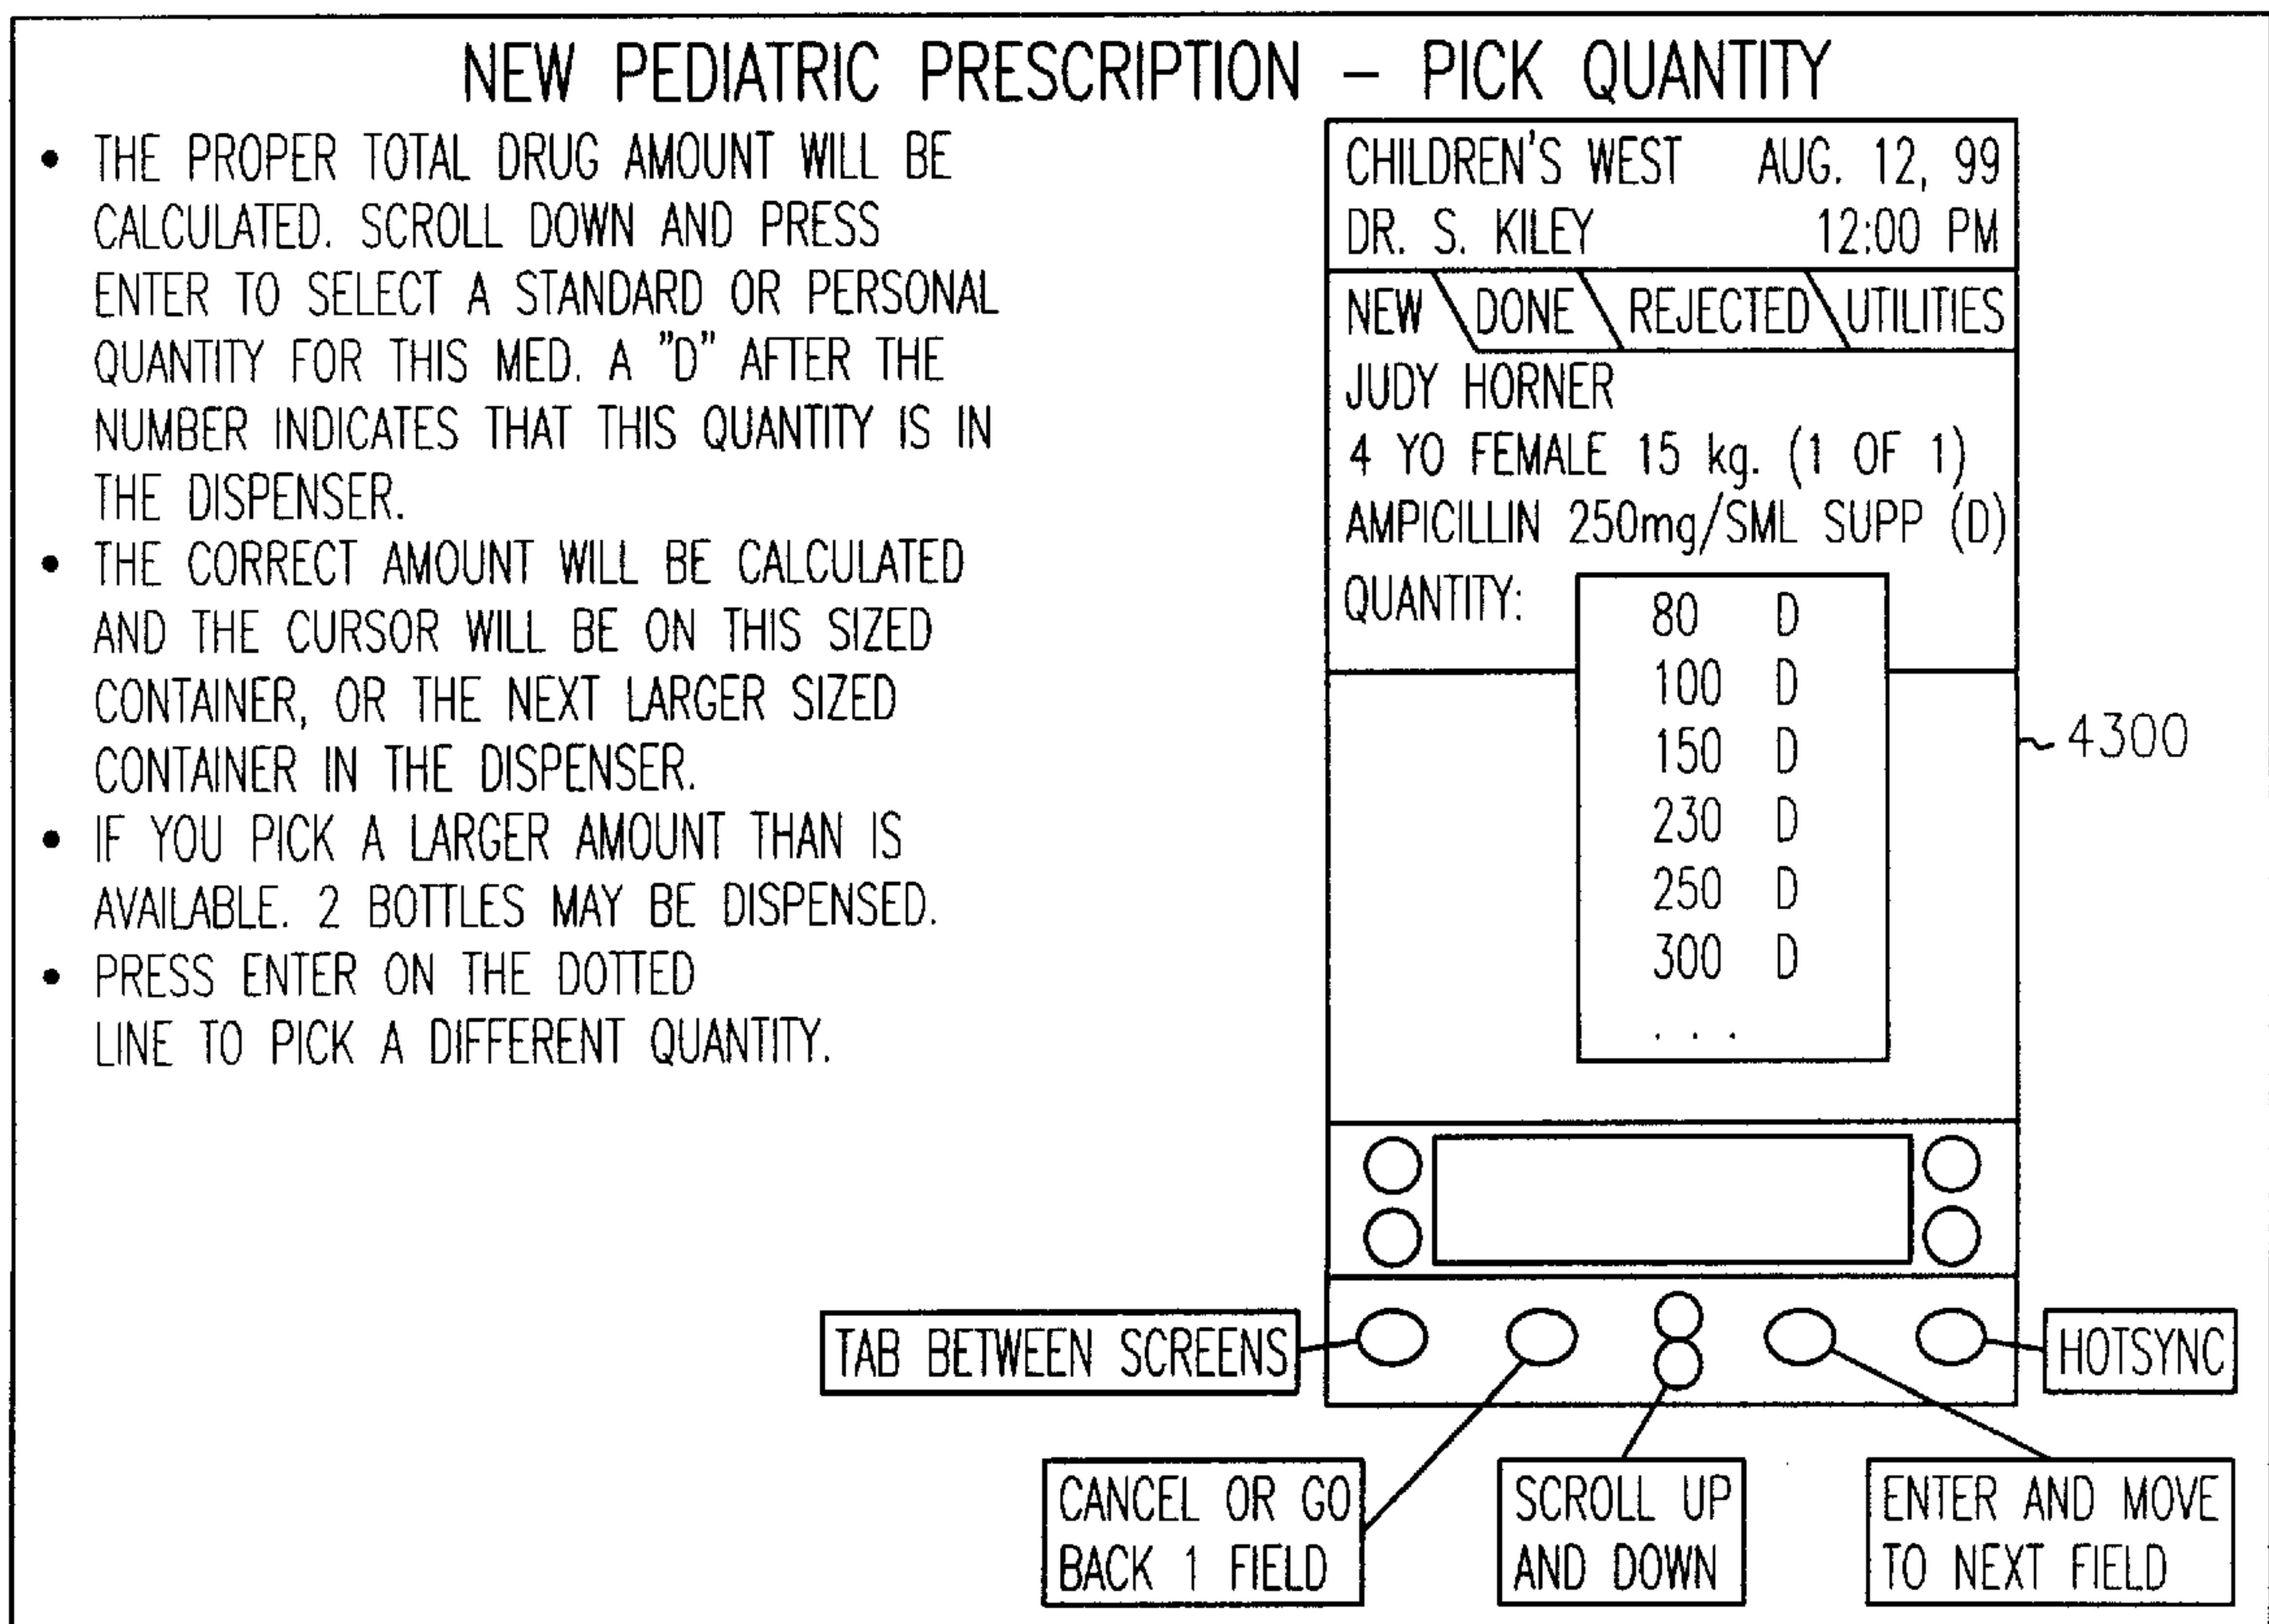 NEW PEDIATRIC PRESCRIPTION – PICK QUANTITY
• THE PROPER TOTAL DRUG AMOUNT WILL BE
CALCULATED. SCROLL DOWN AND PRESS
ENTER TO SELECT A STANDARD OR PERSONAL
QUANTITY FOR THIS MED. A "D" AFTER THE
NUMBER INDICATES THAT THIS QUANTITY IS IN
THE DISPENSER.
• THE CORRECT AMOUNT WILL BE CALCULATED
AND THE CURSOR WILL BE ON THIS SIZED
CONTAINER, OR THE NEXT LARGER SIZED
CONTAINER IN THE DISPENSER.
• IF YOU PICK A LARGER AMOUNT THAN IS
AVAILABLE. 2 BOTTLES MAY BE DISPENSED.
• PRESS ENTER ON THE DOTTED
LINE TO PICK A DIFFERENT QUANTITY.
CHILDREN'S WEST AUG. 12, 99
DR. S. KILEY 12:00 PM
NEW DONE REJECTED UTILITIES
JUDY HORNER
4 YO FEMALE 15 kg. (1 OF 1)
AMPICILLIN 250mg/SML SUPP (D)
QUANTITY:
80 D
100 D
150 D
230 D
250 D
300 D
. . .
4300
TAB BETWEEN SCREENS
HOTSYNC
CANCEL OR GO
BACK 1 FIELD
SCROLL UP
AND DOWN
ENTER AND MOVE
TO NEXT FIELD